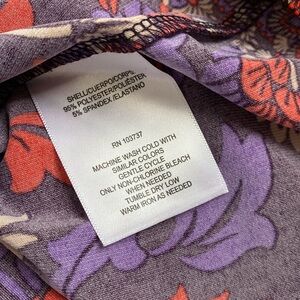 SHELL/CUERPO/CORPS:
95% POLYESTER/POLIÉSTER
5% SPANDEX/ELASTANO
RN 103737
MACHINE WASH COLD WITH
SIMILAR COLORS
GENTLE CYCLE
ONLY NON-CHLORINE BLEACH
WHEN NEEDED
TUMBLE DRY LOW
WARM IRON AS NEEDED